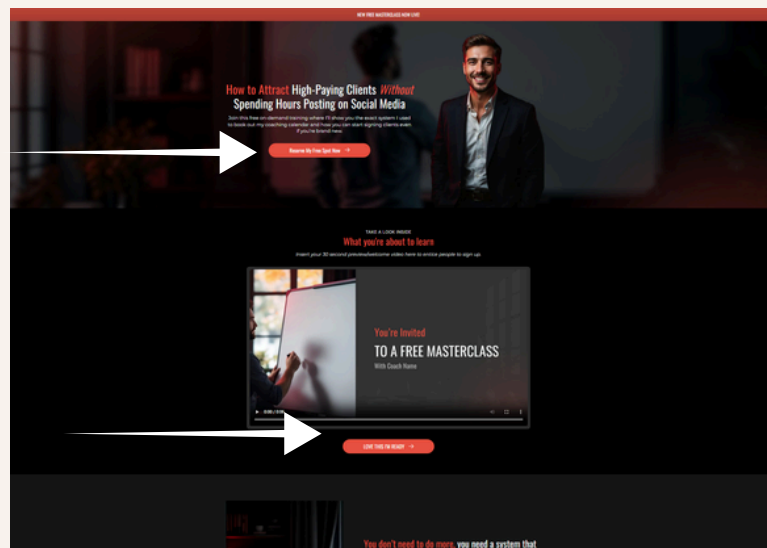 NEW FREE MASTERCLASS NOW LIVE!
How to Attract High-Paying Clients Without
Spending Hours Posting on Social Media
Join this free on-demand training where I'll show you the exact system I used
to book out my coaching calendar and how you can start signing clients even
if you're brand new.
Reserve My Free Spot Now →
TAKE A LOOK INSIDE
What you're about to learn
Insert your 30 second preview/welcome video here to entice people to sign up.
You're Invited
TO A FREE MASTERCLASS
With Coach Name
0:00 / 0:00
LOVE THIS I'M READY →
You don't need to do more, you need a system that